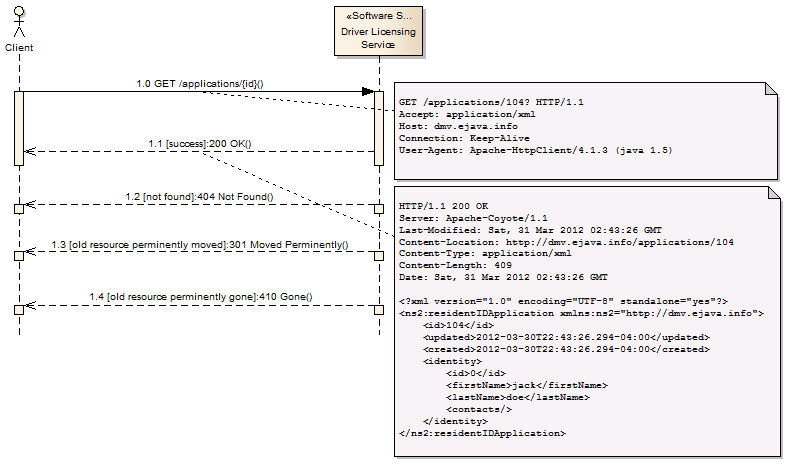 Client
«Software S...
Driver Licensing
Service
1.0 GET /applications/{id}()
GET /applications/104? HTTP/1.1
Accept: application/xml
Host: dmv.ejava.info
Connection: Keep-Alive
User-Agent: Apache-HttpClient/4.1.3 (java 1.5)
1.1 [success]:200 OK()
1.2 [not found]:404 Not Found()
1.3 [old resource perminently moved]:301 Moved Perminently()
1.4 [old resource perminently gone]:410 Gone()
HTTP/1.1 200 OK
Server: Apache-Coyote/1.1
Last-Modified: Sat, 31 Mar 2012 02:43:26 GMT
Content-Location: http://dmv.ejava.info/applications/104
Content-Type: application/xml
Content-Length: 409
Date: Sat, 31 Mar 2012 02:43:26 GMT
<?xml version="1.0" encoding="UTF-8" standalone="yes"?>
<ns2:residentIDApplication xmlns:ns2="http://dmv.ejava.info">
<id>104</id>
<updated>2012-03-30T22:43:26.294-04:00</updated>
<created>2012-03-30T22:43:26.294-04:00</created>
<identity>
<id>0</id>
<firstName>jack</firstName>
<lastName>doe</lastName>
<contacts/>
</identity>
</ns2:residentIDApplication>